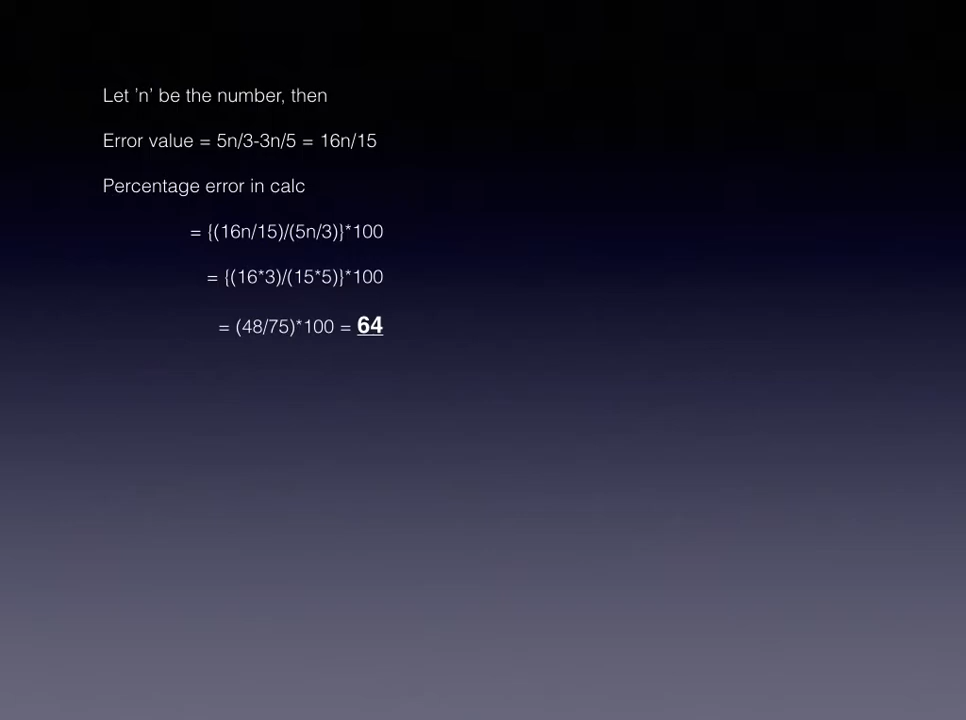 Let ’n’ be the number, then
Error value = 5n/3-3n/5 = 16n/15
Percentage error in calc
= {(16n/15)/(5n/3)}*100
= {(16*3)/(15*5)}*100
= (48/75)*100 = 64